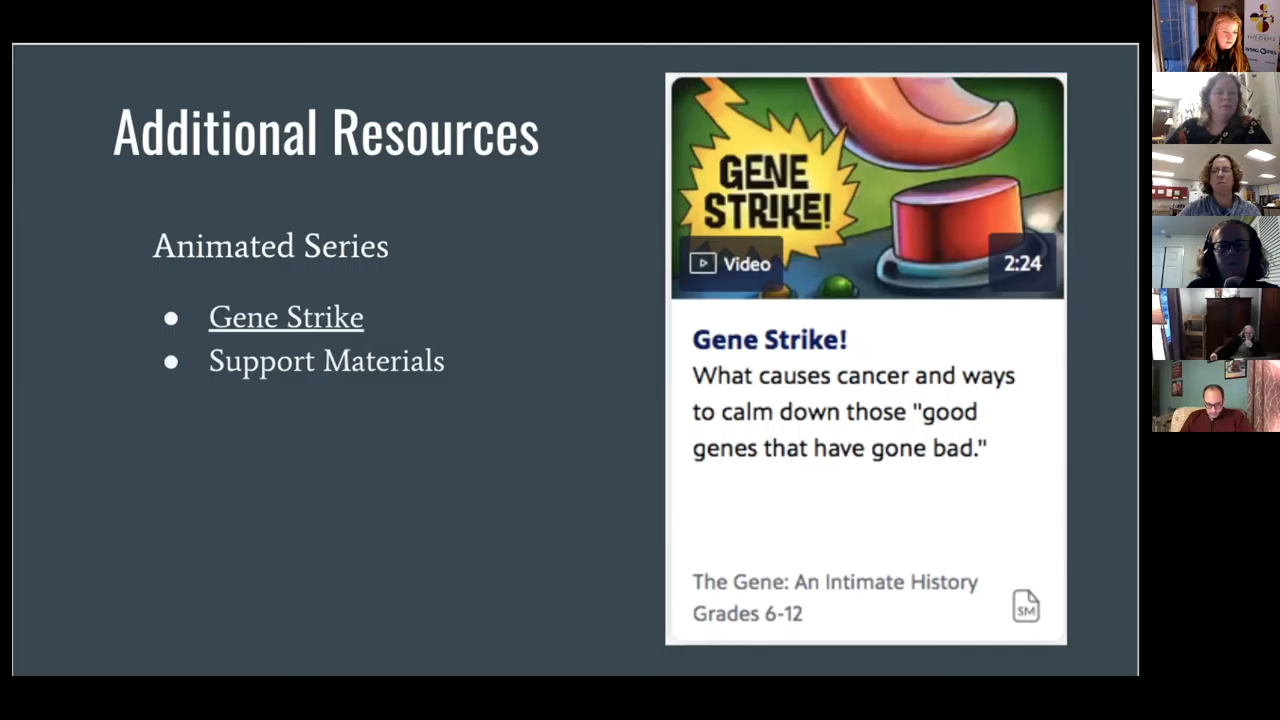 Additional Resources
Animated Series
● Gene Strike
● Support Materials
GENE
STRIKE!
Video
2:24
Gene Strike!
What causes cancer and ways
to calm down those "good
genes that have gone bad."
The Gene: An Intimate History
Grades 6-12
SM